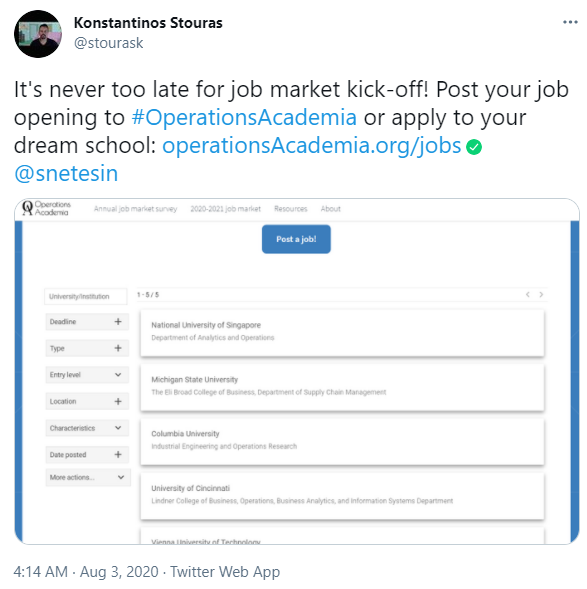 Konstantinos Stouras
@stourask
It's never too late for job market kick-off! Post your job
opening to #OperationsAcademia or apply to your
dream school: operationsAcademia.org/jobs
@snetesin
Operations
Academia
Annual job market survey
2020-2021 job market
Resources
About
Post a job!
University/institution
1 - 5 / 5
Deadline
National University of Singapore
Department of Analytics and Operations
Type
Entry level
Michigan State University
The Eli Broad College of Business, Department of Supply Chain Management
Location
Characteristics
Columbia University
Industrial Engineering and Operations Research
Date posted
More actions...
University of Cincinnati
Lindner College of Business, Operations, Business Analytics, and Information Systems Department
Vienna University of Technology
4:14 AM · Aug 3, 2020 · Twitter Web App